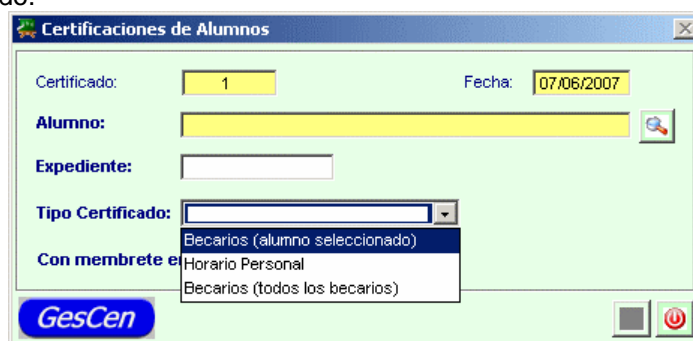 do.
Certificaciones de Alumnos
Certificado: 1 Fecha: 07/06/2007
Alumno:
Expediente:
Tipo Certificado:
Becarios (alumno seleccionado)
Con membrete e
Horario Personal
Becarios (todos los becarios)
GesCen